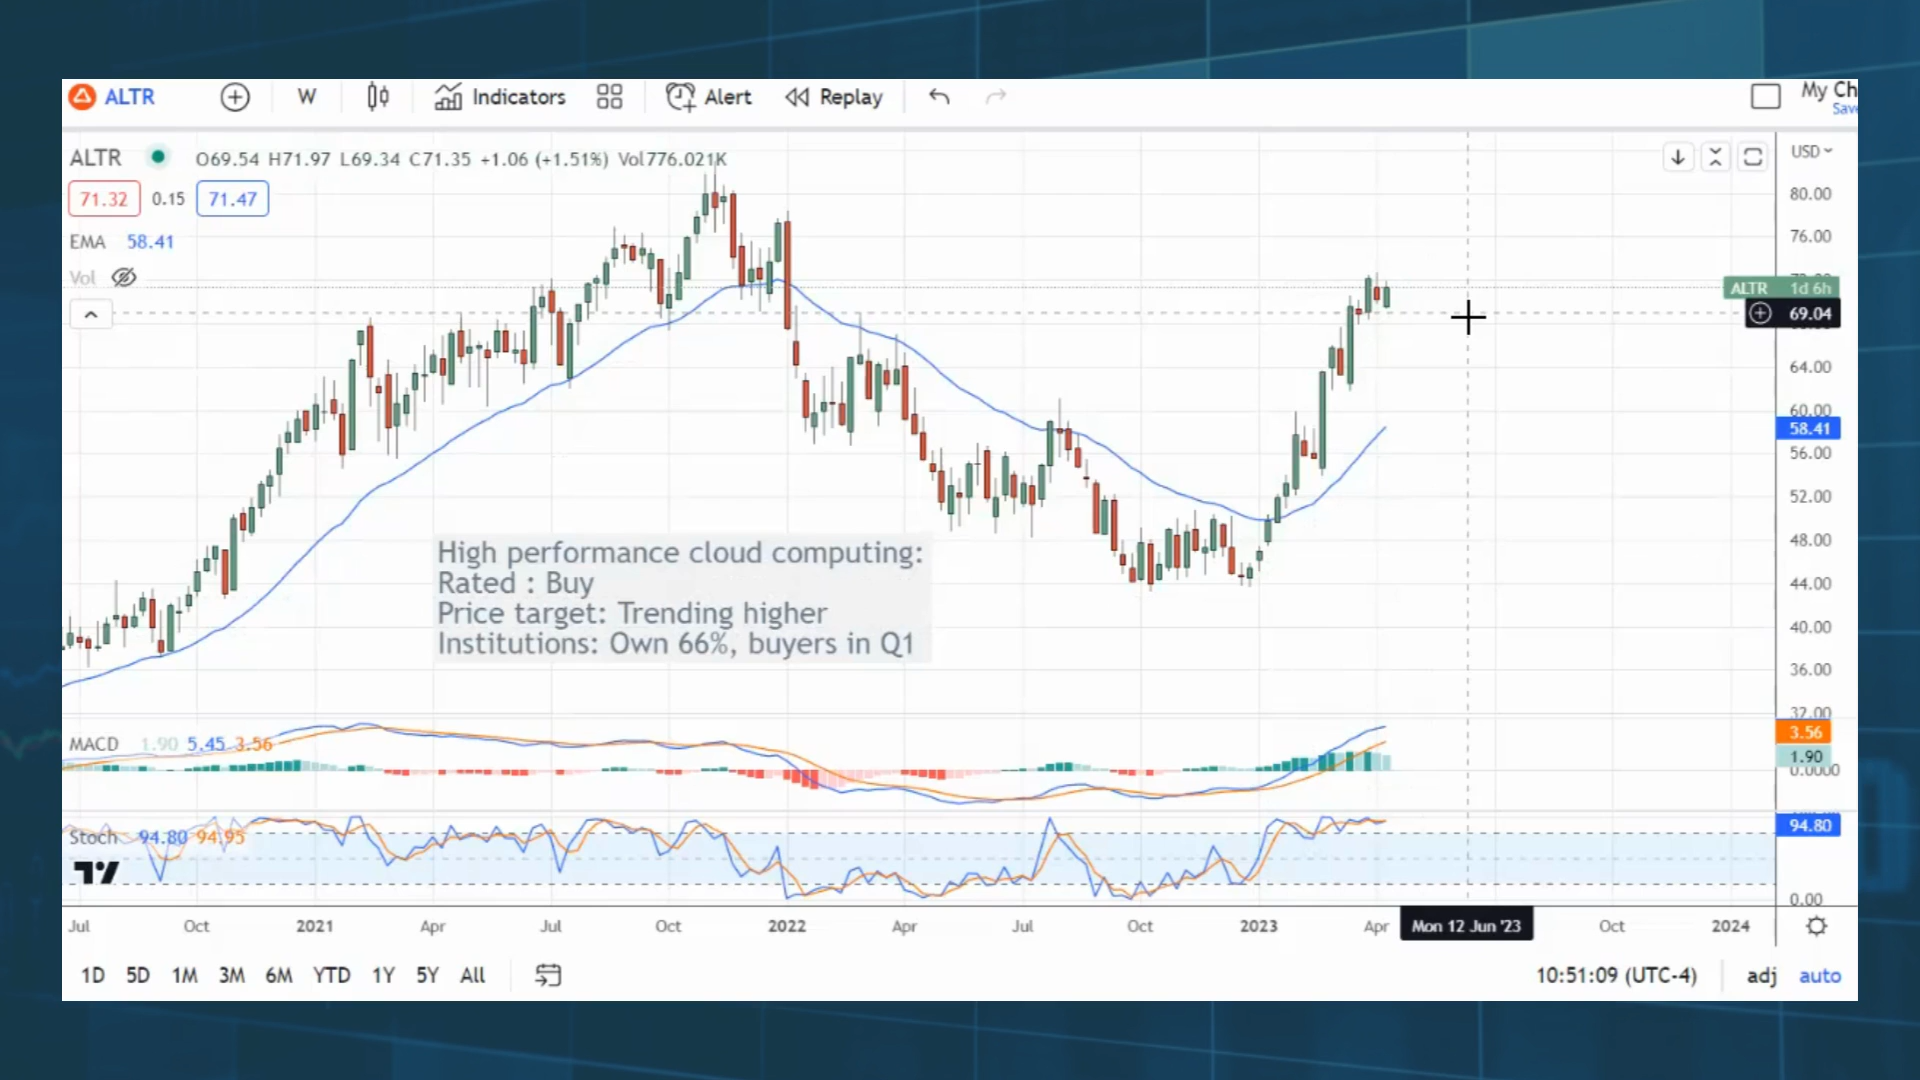 ALTR
W
Indicators
Alert
Replay
My Ch
Save
ALTR O69.54 H71.97 L69.34 C71.35 +1.06 (+1.51%) Vol776.021K
USD
71.32 0.15 71.47
EMA 58.41
Vol
80.00
76.00
ALTR 1d 6h
69.04
64.00
60.00
58.41
56.00
52.00
48.00
44.00
40.00
36.00
32.00
High performance cloud computing:
Rated : Buy
Price target: Trending higher
Institutions: Own 66%, buyers in Q1
MACD 1.90 5.45 3.56
3.56
1.90
0.0000
Stoch 94.80 94.95
94.80
0.00
Jul Oct 2021 Apr Jul Oct 2022 Apr Jul Oct 2023 Apr Mon 12 Jun '23 Oct 2024
1D 5D 1M 3M 6M YTD 1Y 5Y All
10:51:09 (UTC-4) adj auto